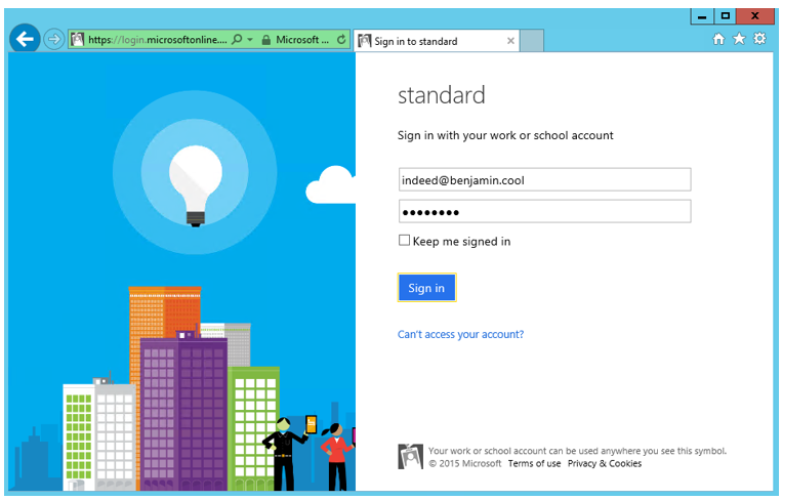 https://login.microsoftonline.... Microsoft ... Sign in to standard
standard
Sign in with your work or school account
indeed@benjamin.cool
••••••••
Keep me signed in
Sign in
Can't access your account?
Your work or school account can be used anywhere you see this symbol.
© 2015 Microsoft Terms of use Privacy & Cookies